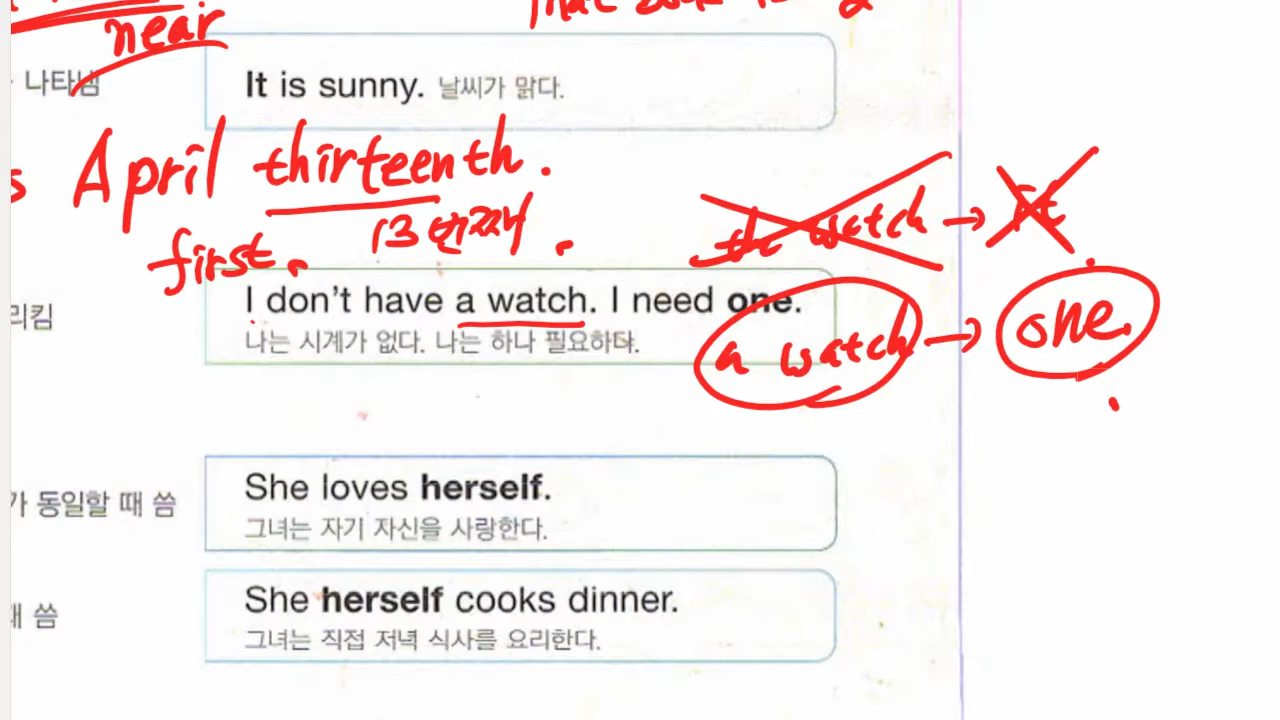 near
나타냄
It is sunny. 날씨가 맑다.
April thirteenth.
first. 13번째.
the watch → it
리킴
I don't have a watch. I need one.
나는 시계가 없다. 나는 하나 필요하다.
a watch → one.
가 동일할 때 씀
She loves herself.
그녀는 자기 자신을 사랑한다.
때 씀
She herself cooks dinner.
그녀는 직접 저녁 식사를 요리한다.